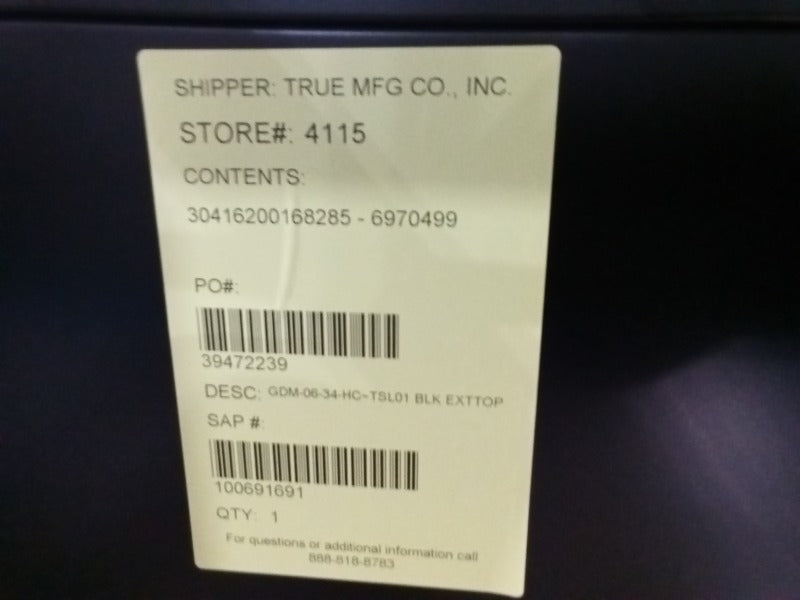 SHIPPER: TRUE MFG CO., INC.
STORE#: 4115
CONTENTS:
30416200168285 - 6970499
PO#:
39472239
DESC: GDM-06-34-HC~TSL01 BLK EXTTOP
SAP #:
100691691
QTY: 1
For questions or additional information call
888-818-8783